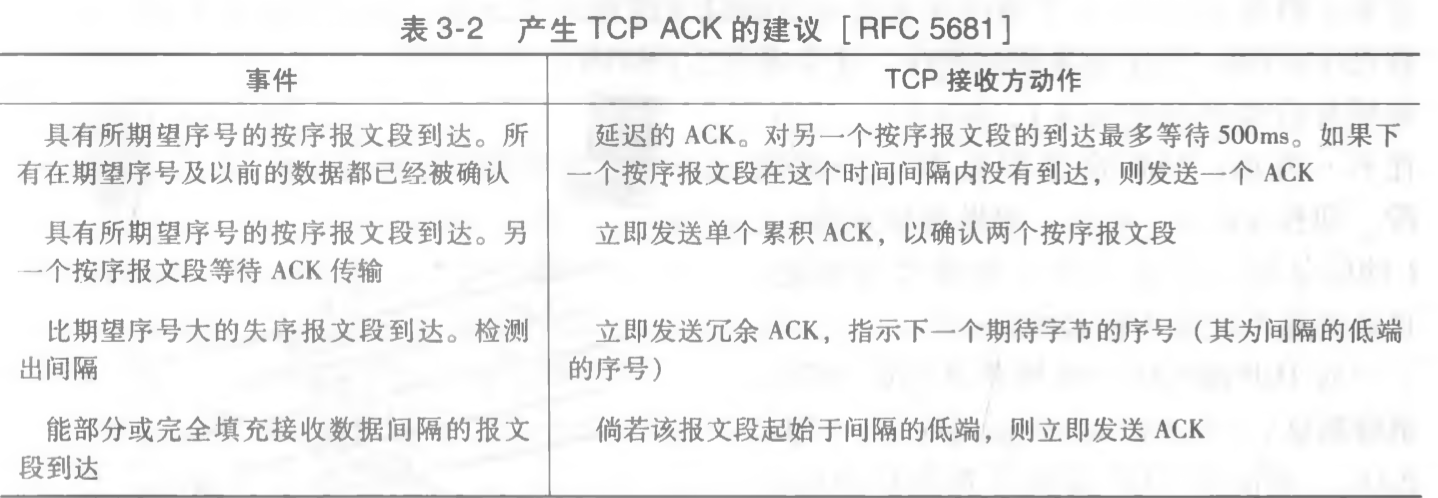 表 3-2 产生 TCP ACK 的建议 [RFC 5681]
事件
TCP 接收方动作
具有所期望序号的按序报文段到达。所
有在期望序号及以前的数据都已经被确认
延迟的 ACK。对另一个按序报文段的到达最多等待 500ms。如果下
一个按序报文段在这个时间间隔内没有到达，则发送一个 ACK
具有所期望序号的按序报文段到达。另
一个按序报文段等待 ACK 传输
立即发送单个累积 ACK，以确认两个按序报文段
比期望序号大的失序报文段到达。检测
出间隔
立即发送冗余 ACK，指示下一个期待字节的序号（其为间隔的低端
的序号）
能部分或完全填充接收数据间隔的报文
段到达
倘若该报文段起始于间隔的低端，则立即发送 ACK